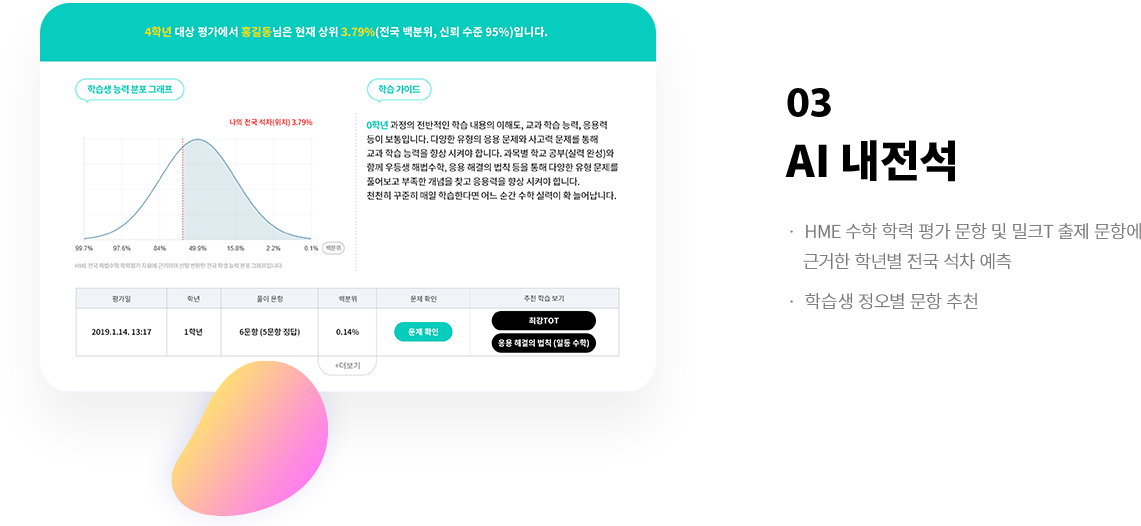 4학년 대상 평가에서 홍길동님은 현재 상위 3.79%(전국 백분위, 신뢰 수준 95%)입니다.
학습생 능력 분포 그래프
나의 전국 석차(위치) 3.79%
99.7% 97.6% 84% 49.9% 15.8% 2.2% 0.1% 백분위
HME 전국 해법수학 학력평가 자료에 근거하여 선형 변환한 전국 학생 능력 분포 그래프입니다.
학습 가이드
0학년 과정의 전반적인 학습 내용의 이해도, 교과 학습 능력, 응용력
등이 보통입니다. 다양한 유형의 응용 문제와 사고력 문제를 통해
교과 학습 능력을 향상 시켜야 합니다. 과목별 학교 공부(실력 완성)와
함께 우등생 해법수학, 응용 해결의 법칙 등을 통해 다양한 유형 문제를
풀어보고 부족한 개념을 찾고 응용력을 향상 시켜야 합니다.
천천히 꾸준히 매일 학습한다면 어느 순간 수학 실력이 확 늘어납니다.
평가일 학년 풀이 문항 백분위 문제 확인 추천 학습 보기
2019.1.14. 13:17 1학년 6문항 (5문항 정답) 0.14% 문제 확인 최강TOT
응용 해결의 법칙 (일등 수학)
+더보기
03
AI 내전석
· HME 수학 학력 평가 문항 및 밀크T 출제 문항에
근거한 학년별 전국 석차 예측
· 학습생 정오별 문항 추천